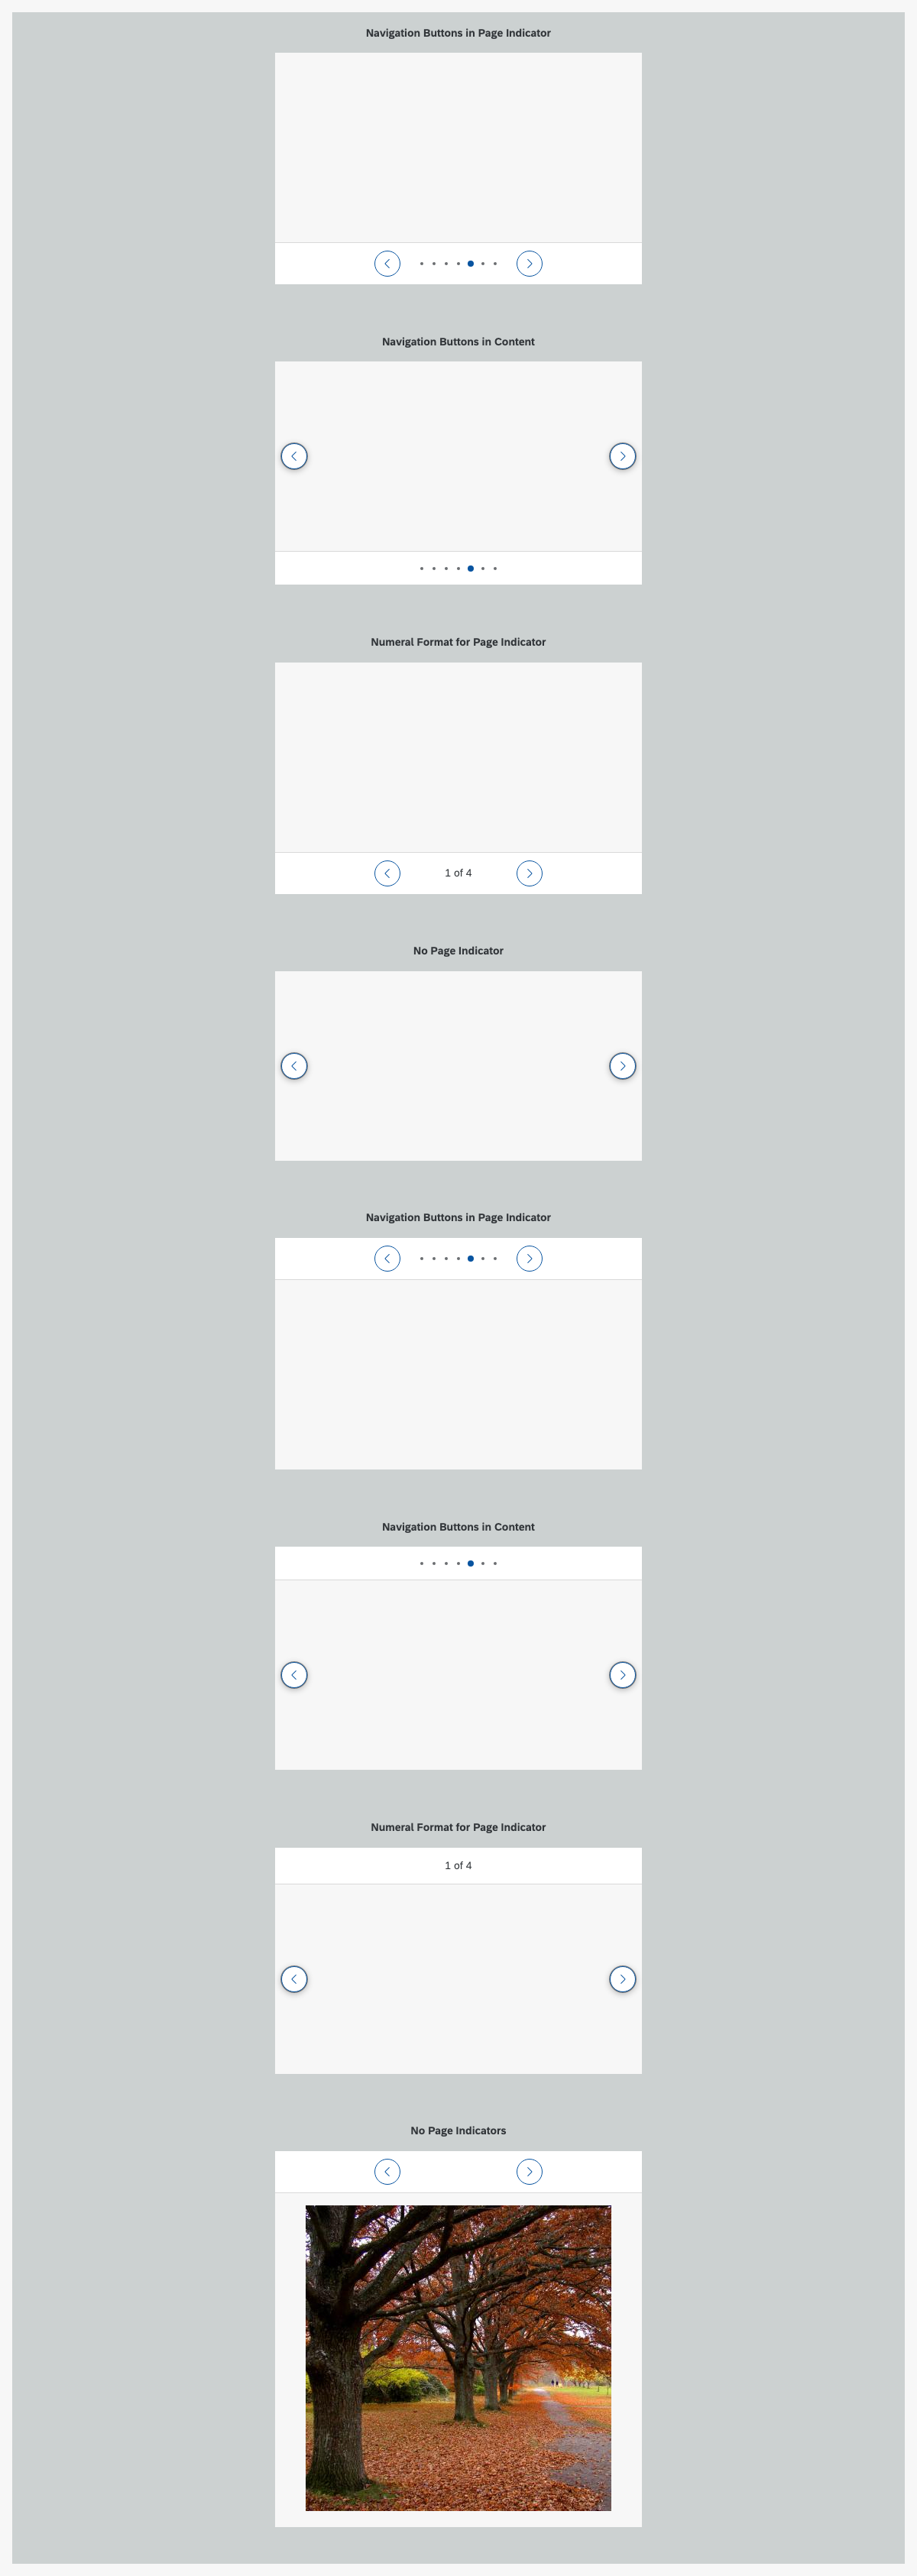 Navigation Buttons in Page Indicator
Navigation Buttons in Content
Numeral Format for Page Indicator
1 of 4
No Page Indicator
Navigation Buttons in Page Indicator
Navigation Buttons in Content
Numeral Format for Page Indicator
1 of 4
No Page Indicators